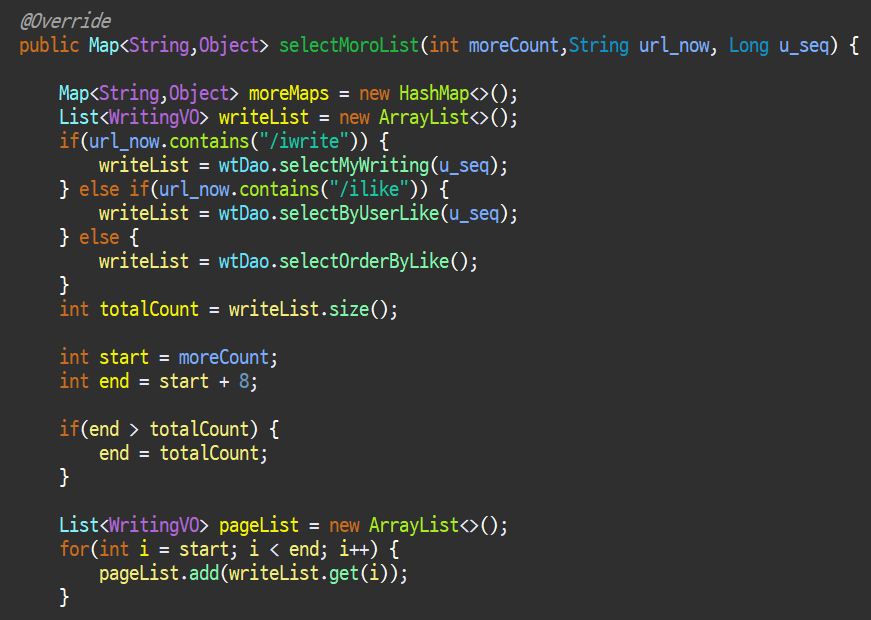 @Override
public Map<String,Object> selectMoroList(int moreCount,String url_now, Long u_seq) {
Map<String,Object> moreMaps = new HashMap<>();
List<WritingVO> writeList = new ArrayList<>();
if(url_now.contains("/iwrite")) {
writeList = wtDao.selectMyWriting(u_seq);
} else if(url_now.contains("/ilike")) {
writeList = wtDao.selectByUserLike(u_seq);
} else {
writeList = wtDao.selectOrderByLike();
}
int totalCount = writeList.size();
int start = moreCount;
int end = start + 8;
if(end > totalCount) {
end = totalCount;
}
List<WritingVO> pageList = new ArrayList<>();
for(int i = start; i < end; i++) {
pageList.add(writeList.get(i));
}